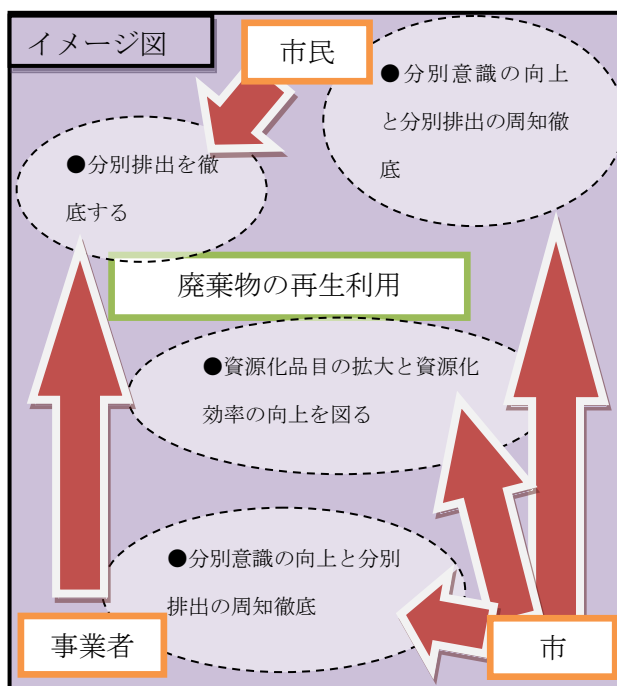 イメージ図
市民
●分別意識の向上
と分別排出の周知徹
底
●分別排出を徹
底する
廃棄物の再生利用
●資源化品目の拡大と資源化
効率の向上を図る
●分別意識の向上と分別
排出の周知徹底
事業者
市